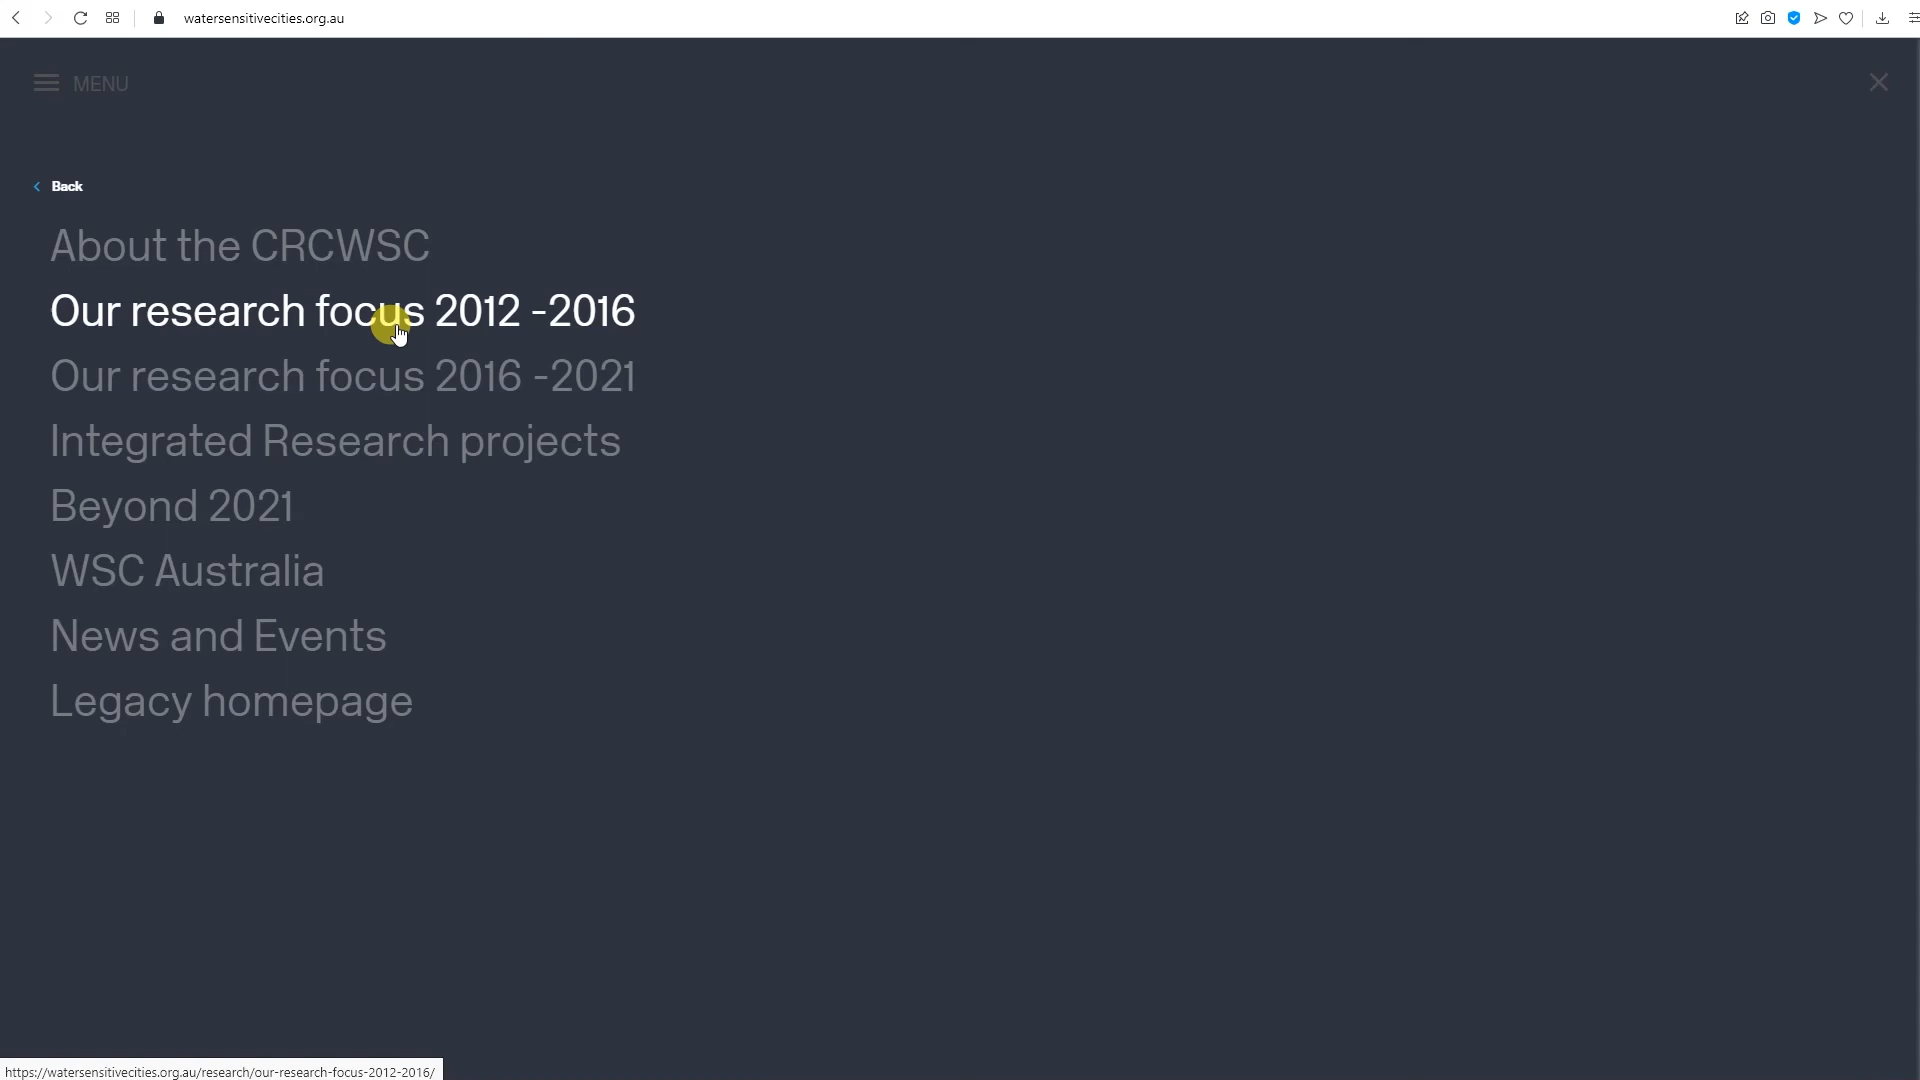 watersensitivecities.org.au
MENU
Back
About the CRCWSC
Our research focus 2012 -2016
Our research focus 2016 -2021
Integrated Research projects
Beyond 2021
WSC Australia
News and Events
Legacy homepage
https://watersensitivecities.org.au/research/our-research-focus-2012-2016/